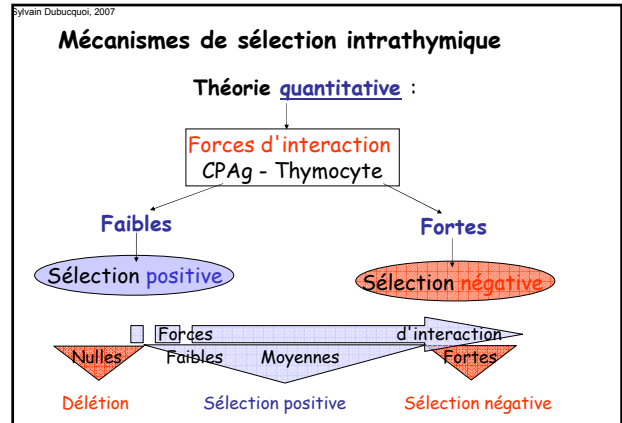 Sylvain Dubucquoi, 2007
Mécanismes de sélection intrathymique
Théorie quantitative :
Forces d'interaction
CPAg - Thymocyte
Faibles
Fortes
Sélection positive
Sélection négative
Forces d'interaction
Nulles Faibles Moyennes Fortes
Délétion Sélection positive Sélection négative